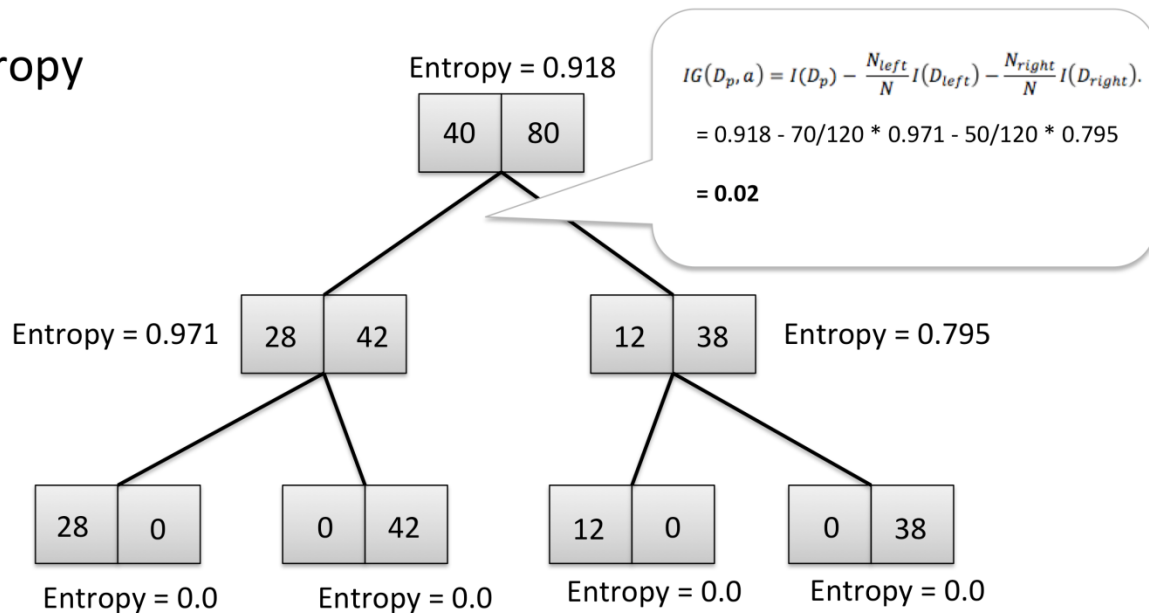 ropy
Entropy = 0.918
40 80
IG(D_p, a) = I(D_p) − N_left/N I(D_left) − N_right/N I(D_right).
= 0.918 - 70/120 * 0.971 - 50/120 * 0.795
= 0.02
Entropy = 0.971
28 42
12 38
Entropy = 0.795
28 0
0 42
12 0
0 38
Entropy = 0.0
Entropy = 0.0
Entropy = 0.0
Entropy = 0.0